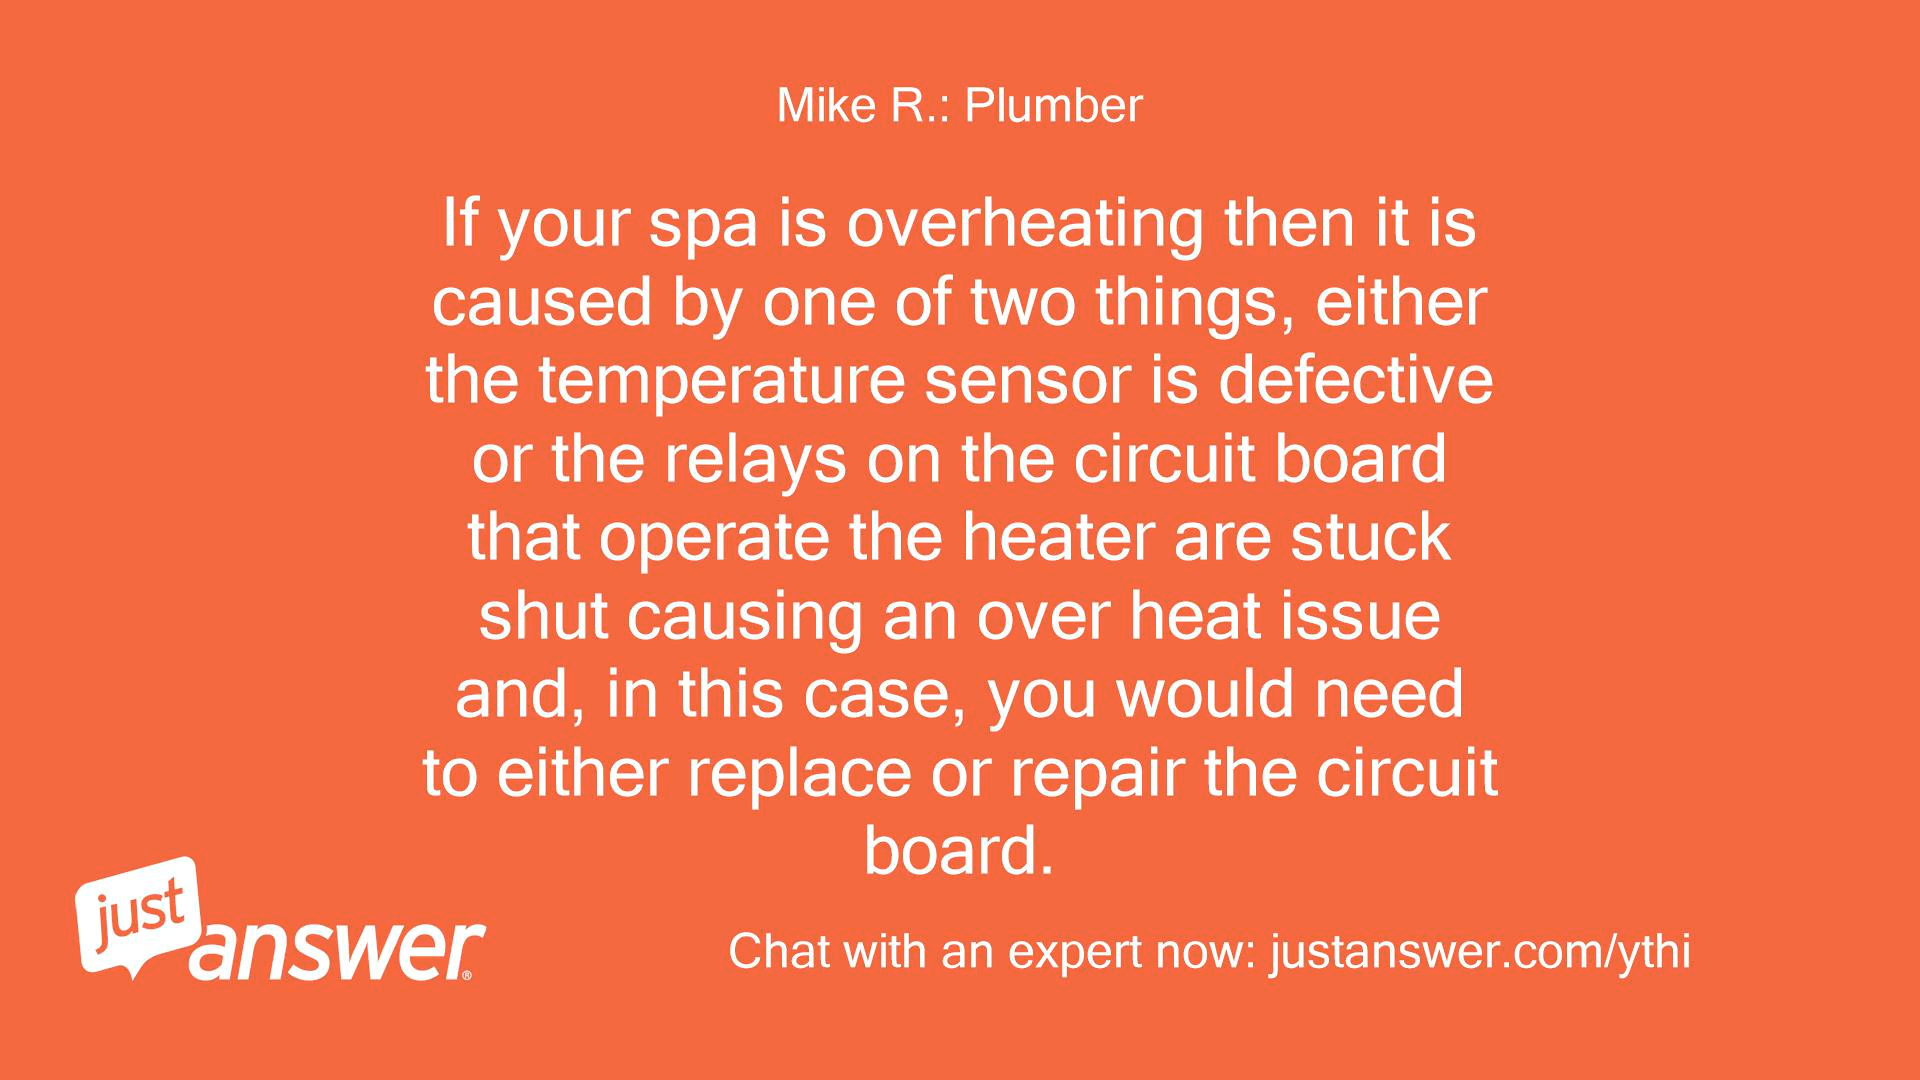 Mike R.: Plumber
If your spa is overheating then it is
caused by one of two things, either
the temperature sensor is defective
or the relays on the circuit board
that operate the heater are stuck
shut causing an over heat issue
and, in this case, you would need
to either replace or repair the circuit
board.
just
answer®
Chat with an expert now: justanswer.com/ythi